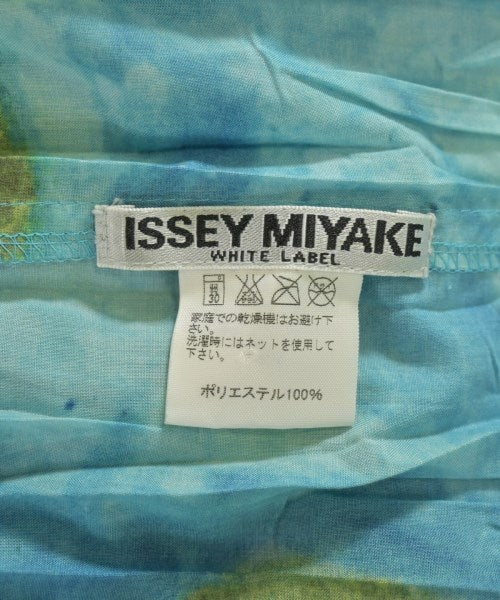 ISSEY MIYAKE
WHITE LABEL
30
家庭での乾燥機はお避け下
さい。
洗濯時にはネットを使用して
下さい。
ポリエステル100%